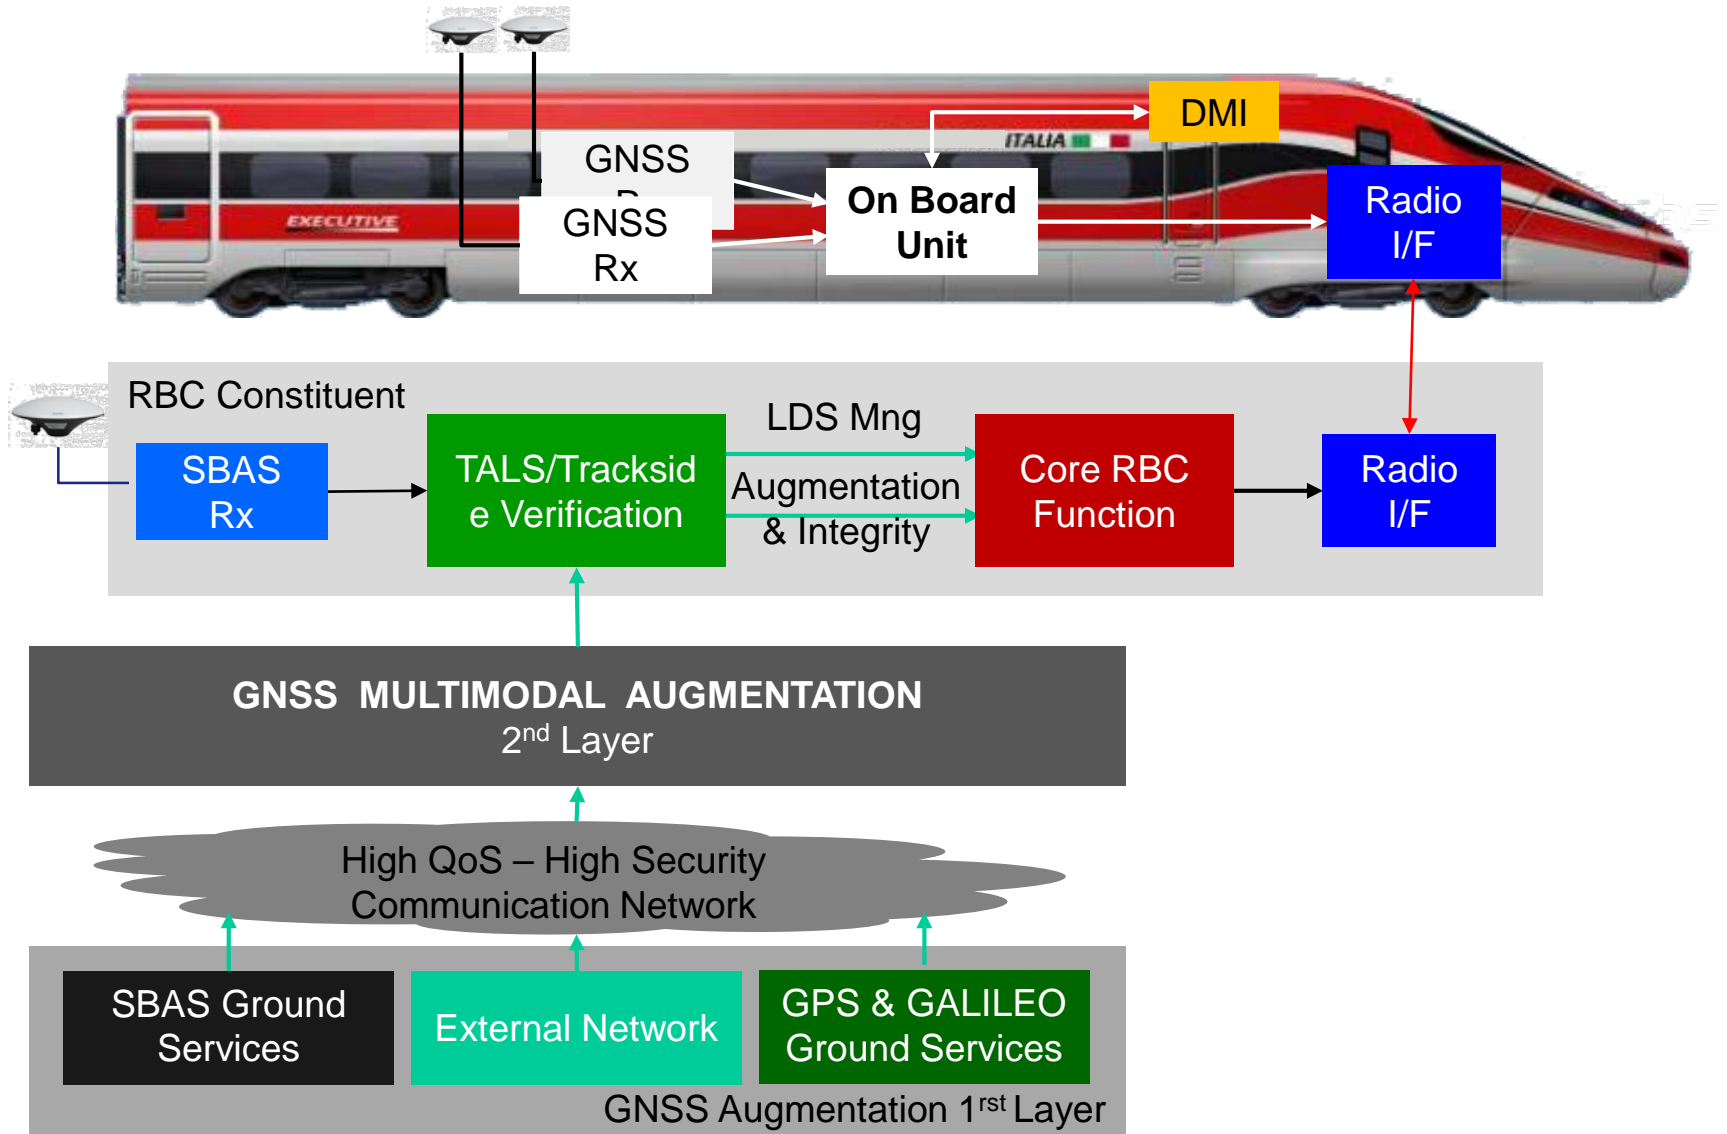 DMI
ITALIA
GNSS
GNSS
Rx
On Board
Unit
Radio
I/F
EXECUTIVE
RBC Constituent
SBAS
Rx
TALS/Tracksid
e Verification
LDS Mng
Augmentation
& Integrity
Core RBC
Function
Radio
I/F
GNSS MULTIMODAL AUGMENTATION
2nd Layer
High QoS – High Security
Communication Network
SBAS Ground
Services
External Network
GPS & GALILEO
Ground Services
GNSS Augmentation 1rst Layer